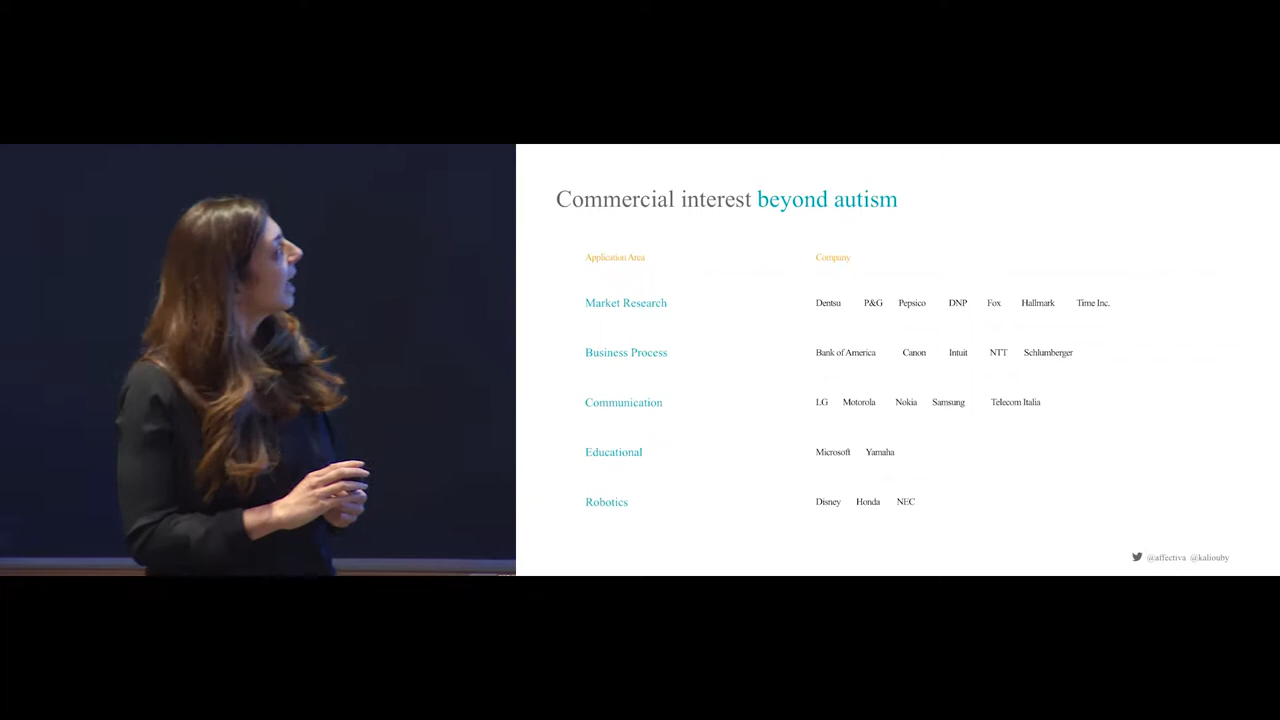 Commercial interest beyond autism
Application Area Company
Market Research Dentsu P&G Pepsico DNP Fox Hallmark Time Inc.
Business Process Bank of America Canon Intuit NTT Schlumberger
Communication LG Motorola Nokia Samsung Telecom Italia
Educational Microsoft Yamaha
Robotics Disney Honda NEC
@affectiva @kaliouby